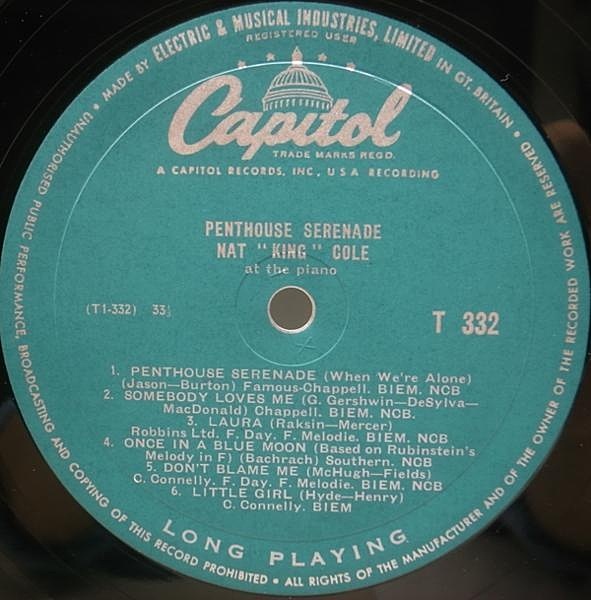 MADE BY ELECTRIC & MUSICAL INDUSTRIES, LIMITED IN GT. BRITAIN •
REGISTERED USER
Capitol
TRADE MARKS REGD.
A CAPITOL RECORDS, INC., U S A RECORDING
PENTHOUSE SERENADE
NAT "KING" COLE
at the piano
(T1-332) 33⅓
T 332
1. PENTHOUSE SERENADE (When We're Alone)
(Jason—Burton) Famous-Chappell. BIEM. NCB
2. SOMEBODY LOVES ME (G. Gershwin—DeSylva—
MacDonald) Chappell. BIEM. NCB.
3. LAURA (Raksin—Mercer)
Robbins Ltd. F. Day. F. Melodie. BIEM. NCB
4. ONCE IN A BLUE MOON (Based on Rubinstein's
Melody in F) (Bachrach) Southern. NCB
5. DON'T BLAME ME (McHugh—Fields)
C. Connelly. F. Day. F. Melodie. BIEM. NCB
6. LITTLE GIRL (Hyde—Henry)
C. Connelly. BIEM
LONG PLAYING
• UNAUTHORISED PUBLIC PERFORMANCE, BROADCASTING AND COPYING OF THIS RECORD PROHIBITED • ALL RIGHTS OF THE MANUFACTURER AND OF THE OWNER OF THE RECORDED WORK ARE RESERVED •